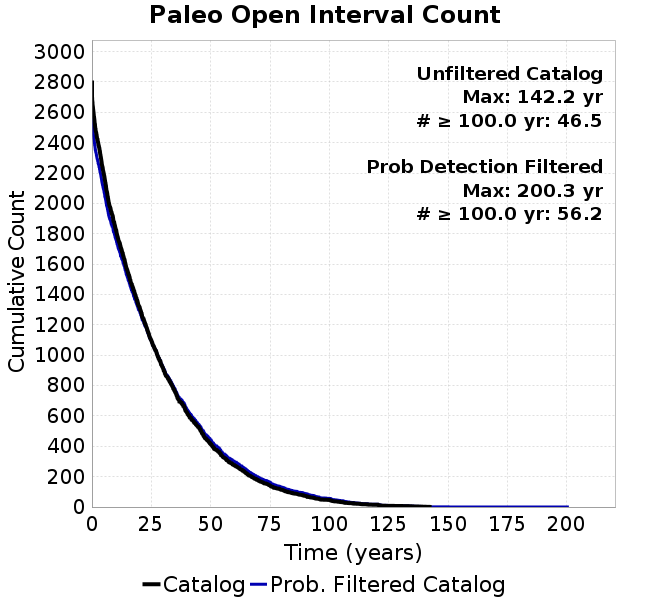 Paleo Open Interval Count
Unfiltered Catalog
Max: 142.2 yr
# ≥ 100.0 yr: 46.5
Prob Detection Filtered
Max: 200.3 yr
# ≥ 100.0 yr: 56.2
Cumulative Count
3000
2800
2600
2400
2200
2000
1800
1600
1400
1200
1000
800
600
400
200
0
0 25 50 75 100 125 150 175 200
Time (years)
Catalog Prob. Filtered Catalog